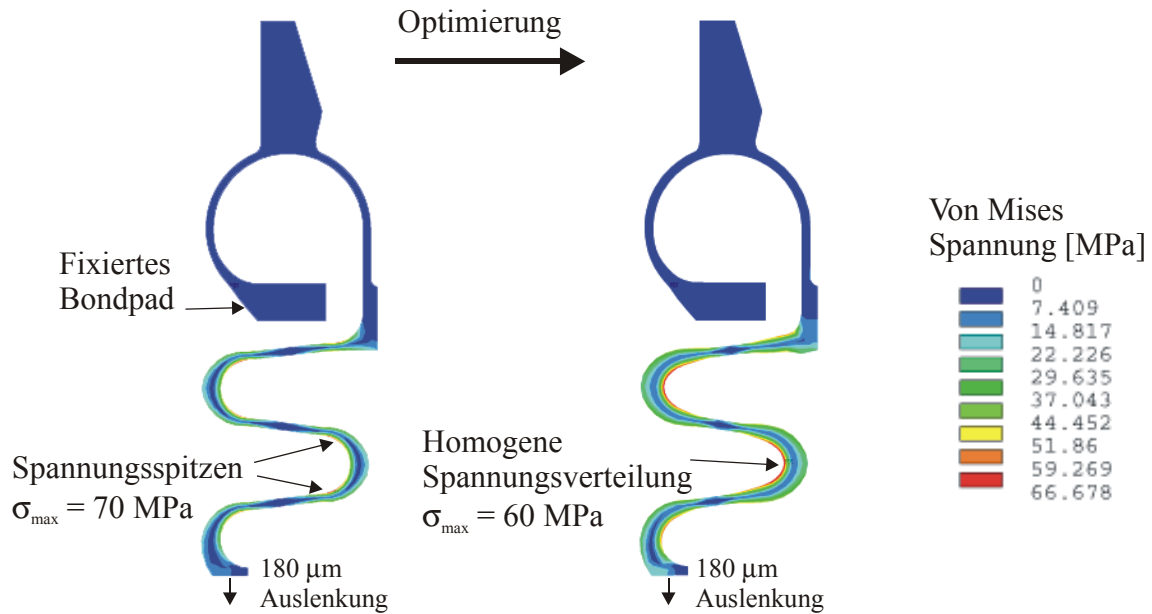 Optimierung
Fixiertes
Bondpad
Spannungsspitzen
σmax = 70 MPa
180 µm
Auslenkung
Homogene
Spannungsverteilung
σmax = 60 MPa
180 µm
Auslenkung
Von Mises
Spannung [MPa]
0
7.409
14.817
22.226
29.635
37.043
44.452
51.86
59.269
66.678